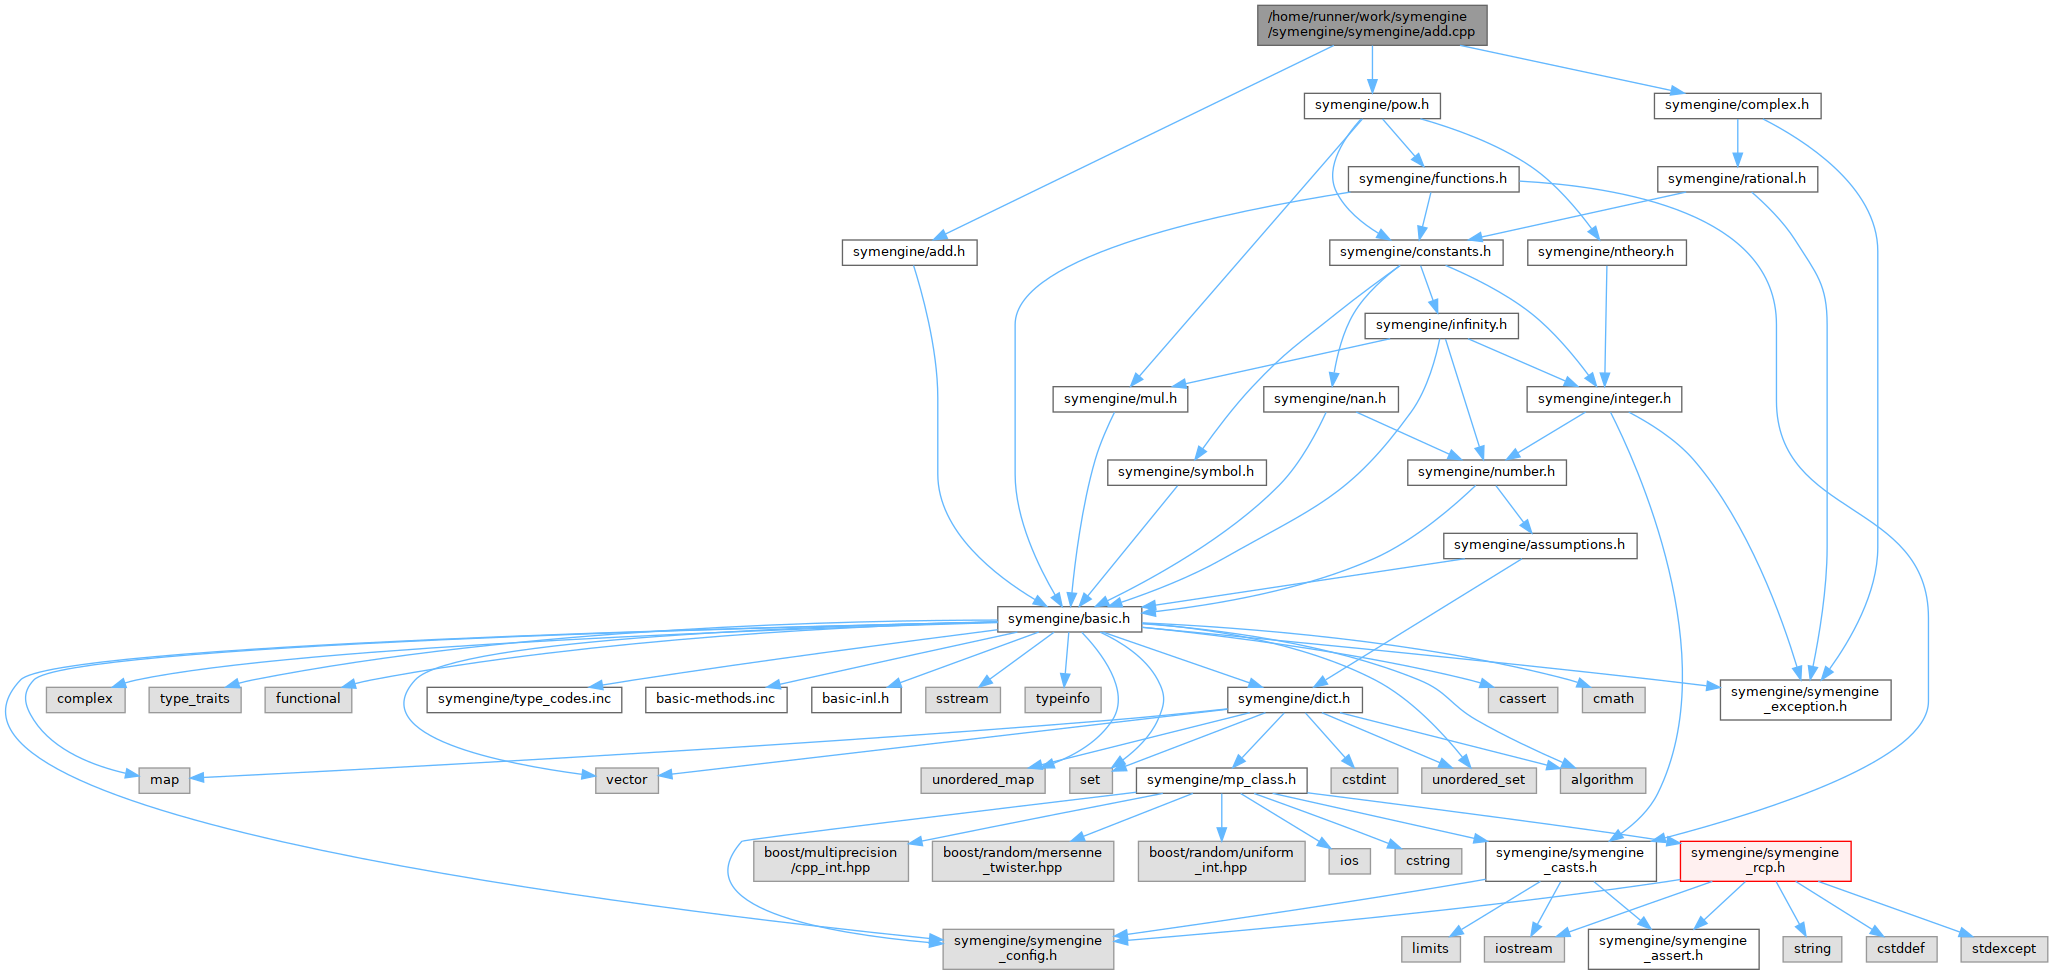 /home/runner/work/symengine
/symengine/symengine/add.cpp
symengine/pow.h
symengine/complex.h
symengine/functions.h
symengine/rational.h
symengine/add.h
symengine/constants.h
symengine/ntheory.h
symengine/infinity.h
symengine/mul.h
symengine/nan.h
symengine/integer.h
symengine/symbol.h
symengine/number.h
symengine/assumptions.h
symengine/basic.h
complex
type_traits
functional
symengine/type_codes.inc
basic-methods.inc
basic-inl.h
sstream
typeinfo
symengine/dict.h
cassert
cmath
symengine/symengine
_exception.h
map
vector
unordered_map
set
symengine/mp_class.h
cstdint
unordered_set
algorithm
boost/multiprecision
/cpp_int.hpp
boost/random/mersenne
_twister.hpp
boost/random/uniform
_int.hpp
ios
cstring
symengine/symengine
_casts.h
symengine/symengine
_rcp.h
symengine/symengine
_config.h
limits
iostream
symengine/symengine
_assert.h
string
cstddef
stdexcept